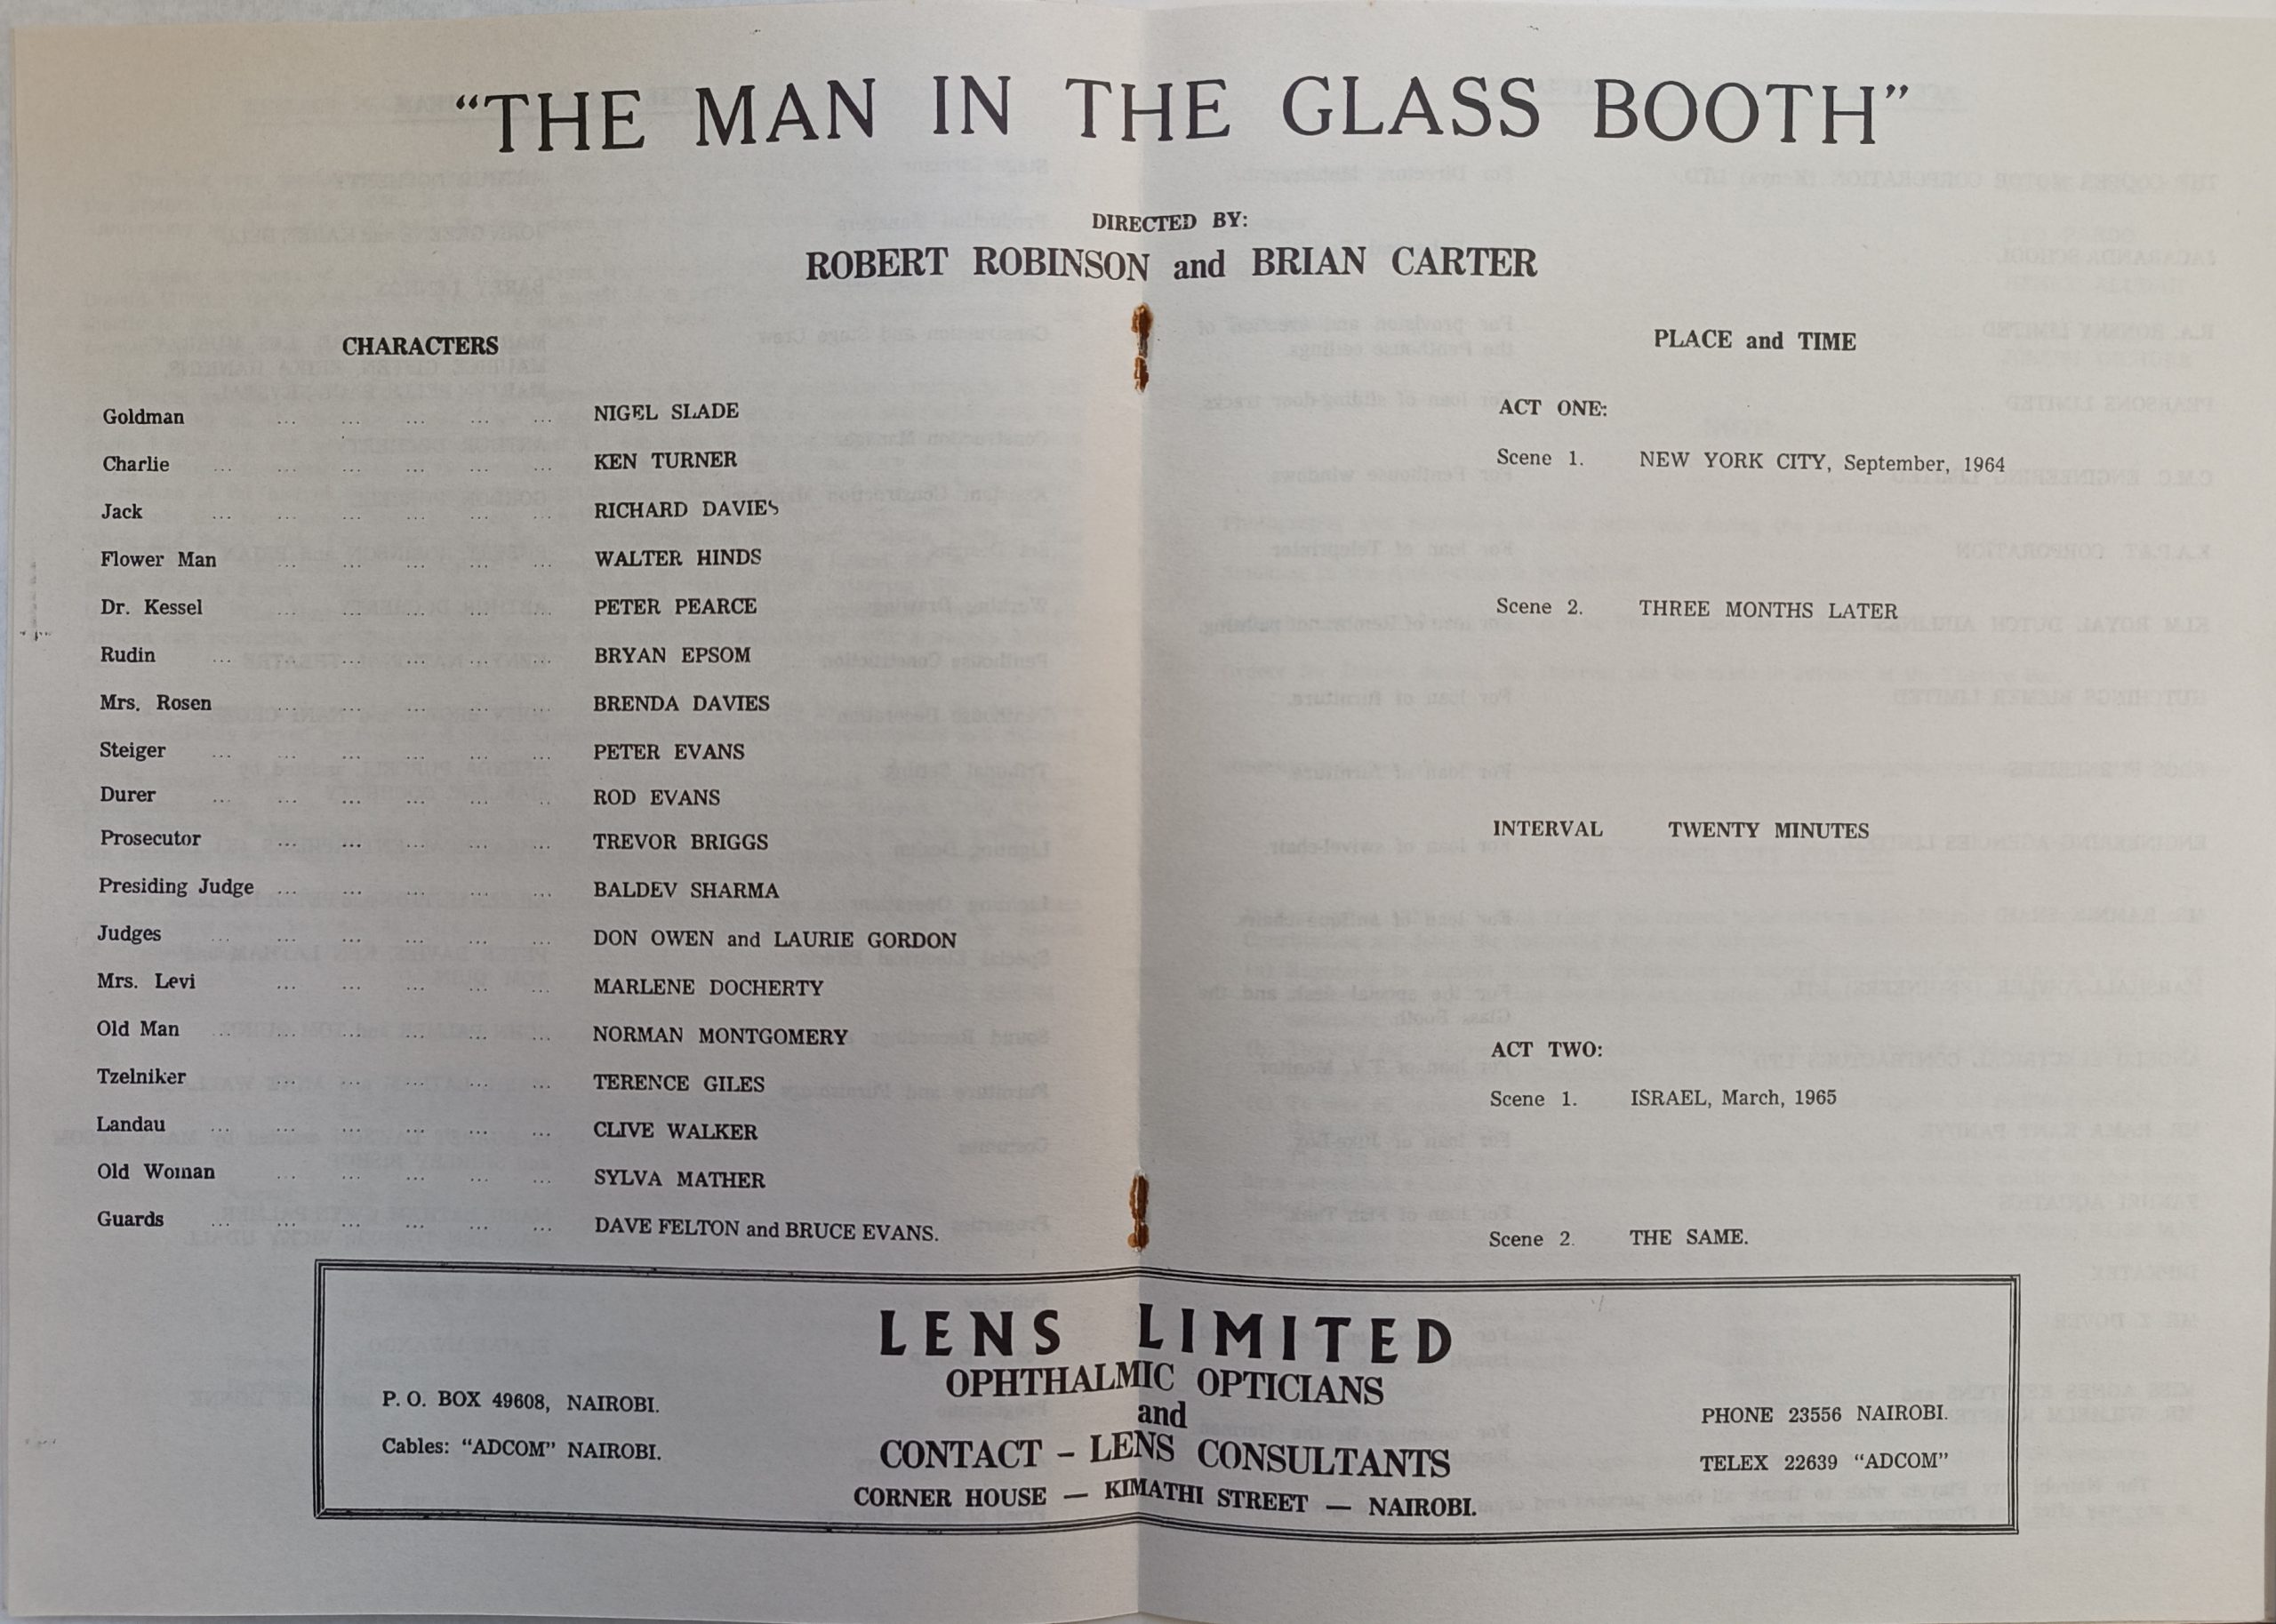 “THE MAN IN THE GLASS BOOTH”
DIRECTED BY:
ROBERT ROBINSON and BRIAN CARTER
CHARACTERS
Goldman ... ... ... ... ... NIGEL SLADE
Charlie ... ... ... ... ... KEN TURNER
Jack ... ... ... ... ... ... RICHARD DAVIES
Flower Man ... ... ... ... ... WALTER HINDS
Dr. Kessel ... ... ... ... ... PETER PEARCE
Rudin ... ... ... ... ... ... BRYAN EPSOM
Mrs. Rosen ... ... ... ... ... BRENDA DAVIES
Steiger ... ... ... ... ... ... PETER EVANS
Durer ... ... ... ... ... ... ROD EVANS
Prosecutor ... ... ... ... ... TREVOR BRIGGS
Presiding Judge ... ... ... ... ... BALDEV SHARMA
Judges ... ... ... ... ... ... DON OWEN and LAURIE GORDON
Mrs. Levi ... ... ... ... ... MARLENE DOCHERTY
Old Man ... ... ... ... ... NORMAN MONTGOMERY
Tzelniker ... ... ... ... ... TERENCE GILES
Landau ... ... ... ... ... ... CLIVE WALKER
Old Woman ... ... ... ... ... SYLVA MATHER
Guards ... ... ... ... ... ... DAVE FELTON and BRUCE EVANS.
PLACE and TIME
ACT ONE:
Scene 1. NEW YORK CITY, September, 1964
Scene 2. THREE MONTHS LATER
INTERVAL TWENTY MINUTES
ACT TWO:
Scene 1. ISRAEL, March, 1965
Scene 2. THE SAME.
LENS LIMITED
OPHTHALMIC OPTICIANS
and
CONTACT – LENS CONSULTANTS
CORNER HOUSE — KIMATHI STREET — NAIROBI.
P. O. BOX 49608, NAIROBI.
Cables: “ADCOM” NAIROBI.
PHONE 23556 NAIROBI.
TELEX 22639 “ADCOM”